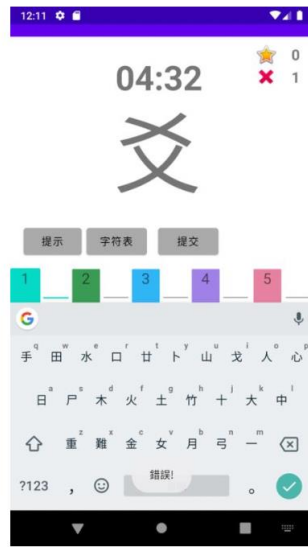 12:11
0
04:32
1
爻
提示 字符表 提交
1 2 3 4 5
G
q w e r t y u i o p
手 田 水 口 廿 卜 山 戈 人 心
a s d f g h j k l
日 尸 木 火 土 竹 十 大 中
z x c v b n m
重 難 金 女 月 弓 一
錯誤!
?123 , 。